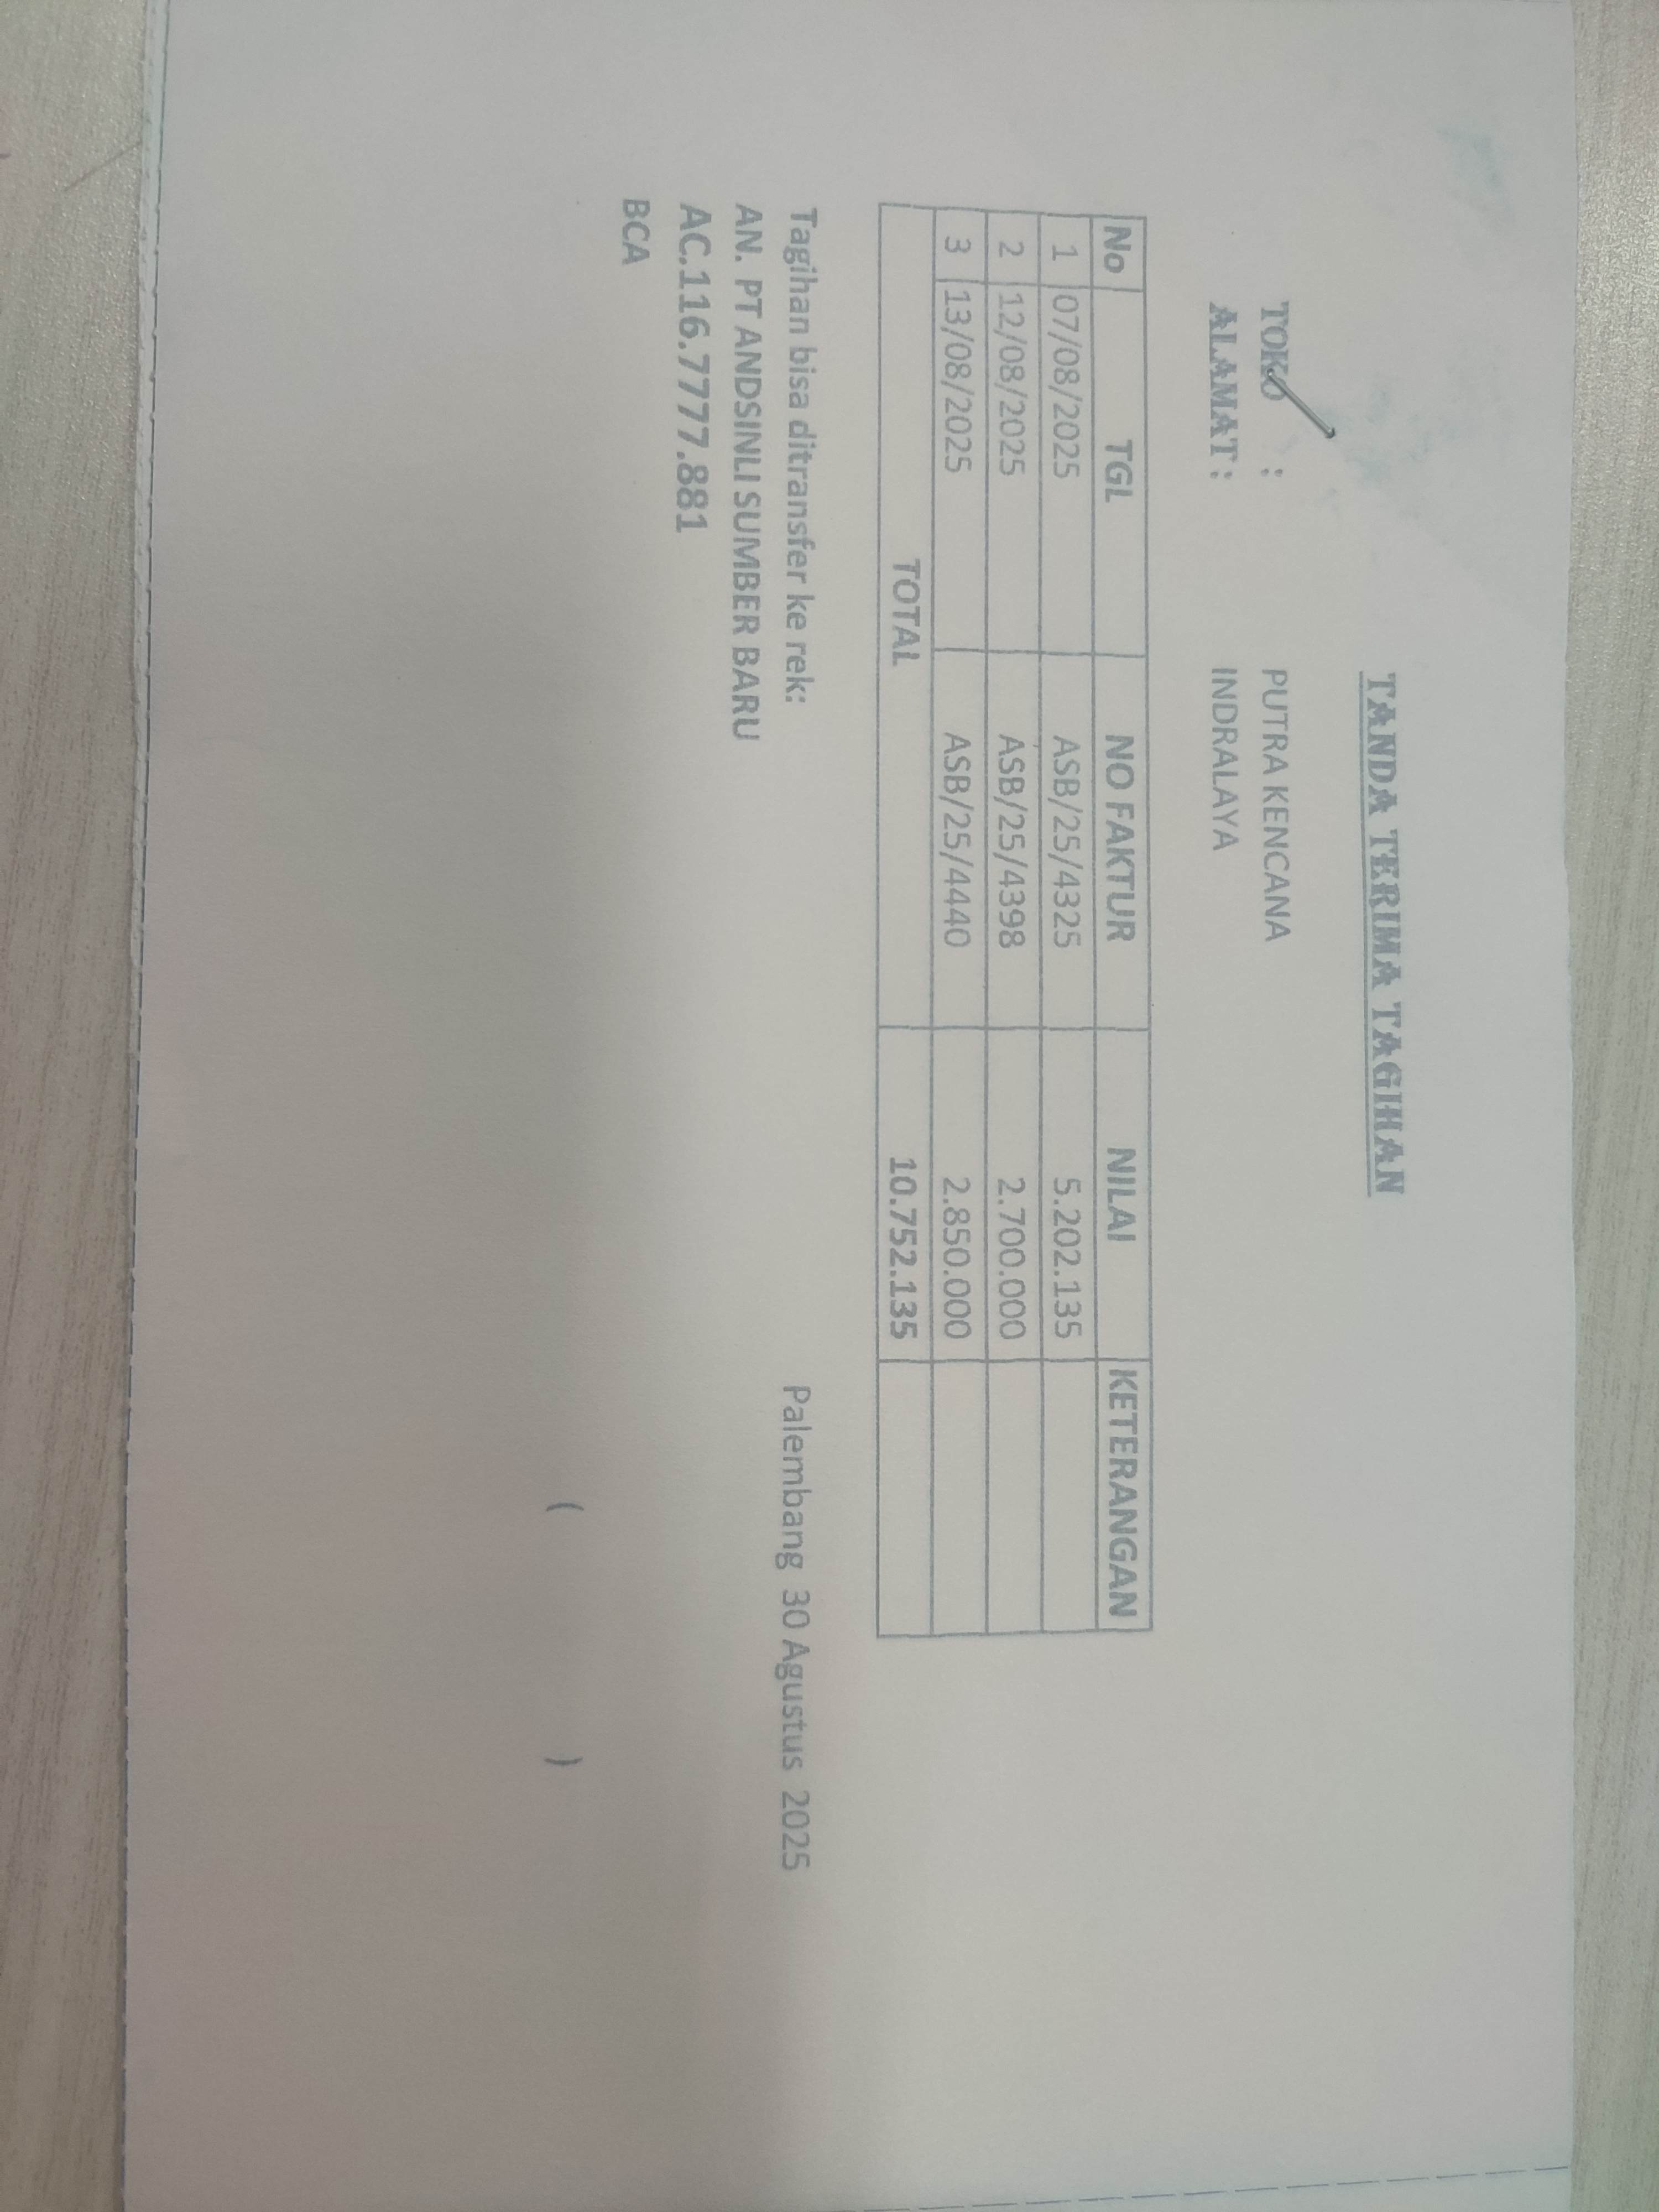 TANDA TERIMA TAGIHAN
TOKO : PUTRA KENCANA
ALAMAT : INDRALAYA
No TGL NO FAKTUR NILAI KETERANGAN
1 07/08/2025 ASB/25/4325 5.202.135
2 12/08/2025 ASB/25/4398 2.700.000
3 13/08/2025 ASB/25/4440 2.850.000
TOTAL 10.752.135
Tagihan bisa ditransfer ke rek: Palembang 30 Agustus 2025
AN. PT ANDSINLI SUMBER BARU
AC.116.7777.881
BCA
( )